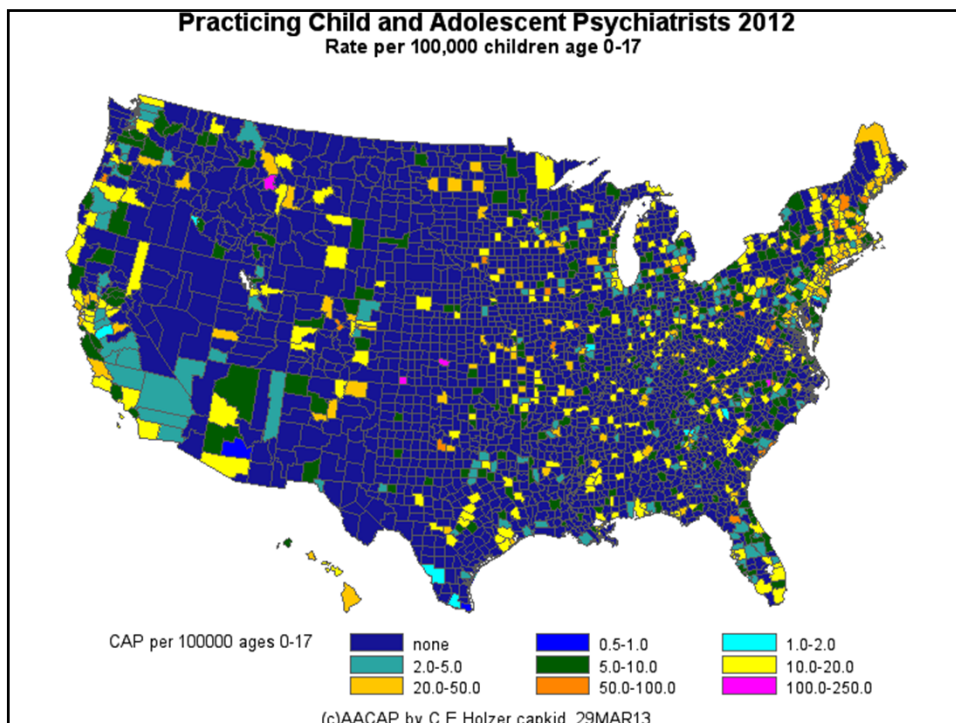 Practicing Child and Adolescent Psychiatrists 2012
Rate per 100,000 children age 0-17
CAP per 100000 ages 0-17
none 0.5-1.0 1.0-2.0
2.0-5.0 5.0-10.0 10.0-20.0
20.0-50.0 50.0-100.0 100.0-250.0
(c)AACAP by C E Holzer capkid 29MAR13